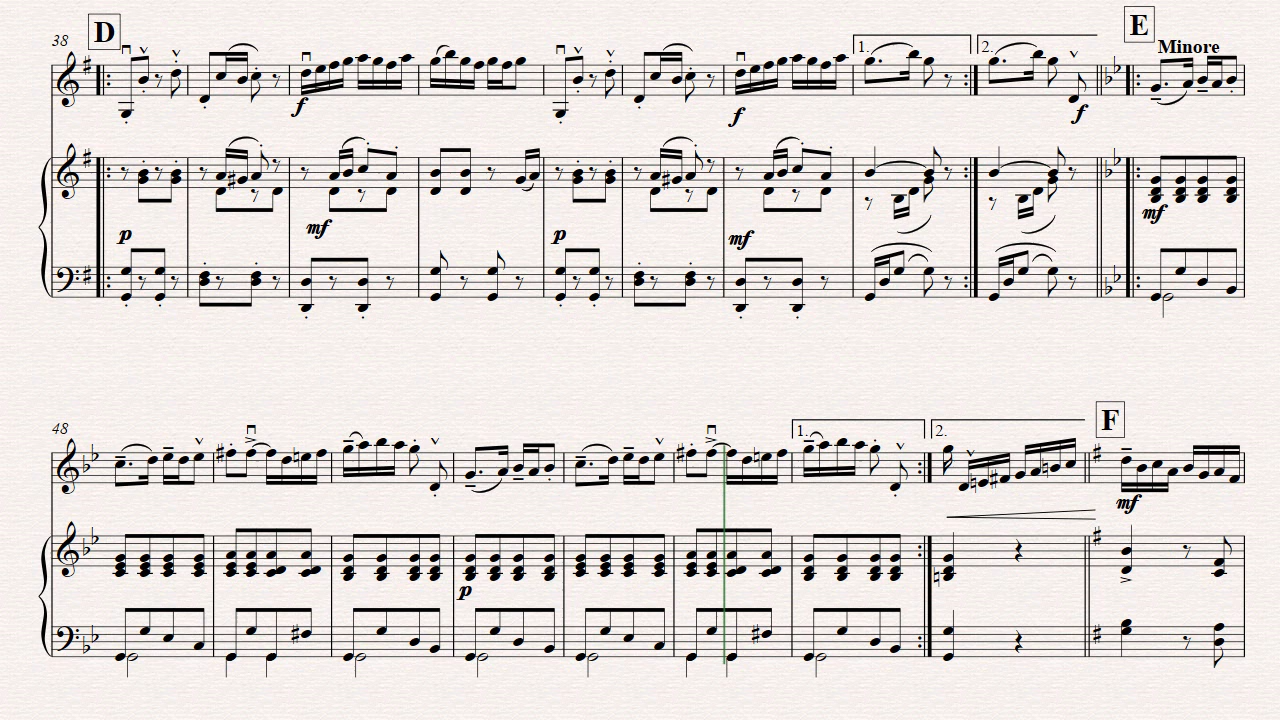 D E
38 Minore
1. 2.
f f f
p mf p mf mf
F
48
1. 2.
mf
p